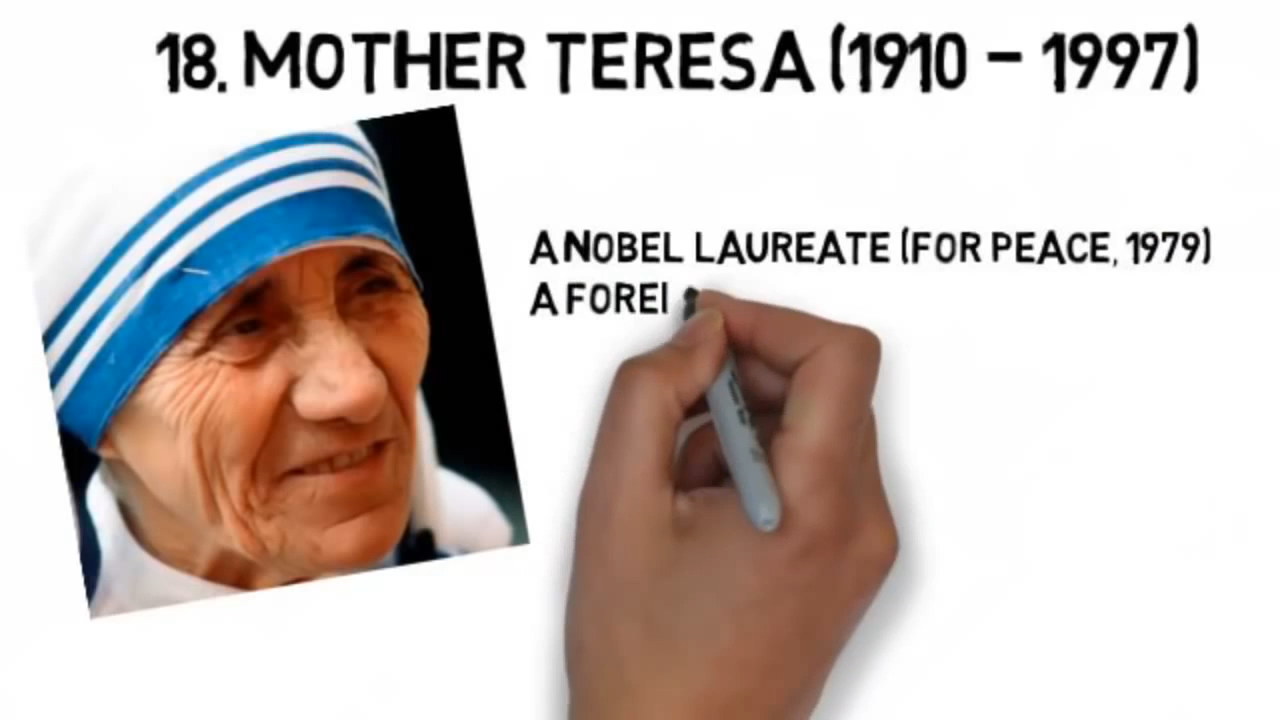 18. MOTHER TERESA (1910 - 1997)
A NOBEL LAUREATE (FOR PEACE, 1979)
A FOREI